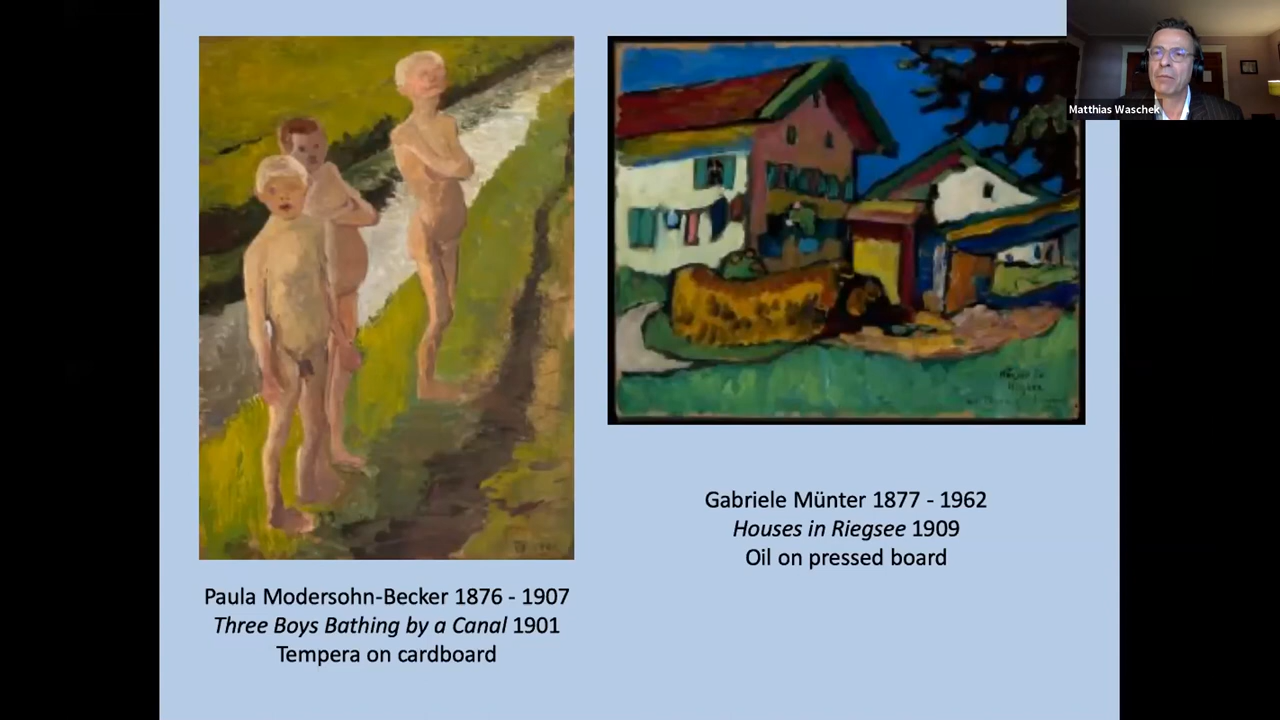 Matthias Waschek
Gabriele Münter 1877 - 1962
Houses in Riegsee 1909
Oil on pressed board
Paula Modersohn-Becker 1876 - 1907
Three Boys Bathing by a Canal 1901
Tempera on cardboard